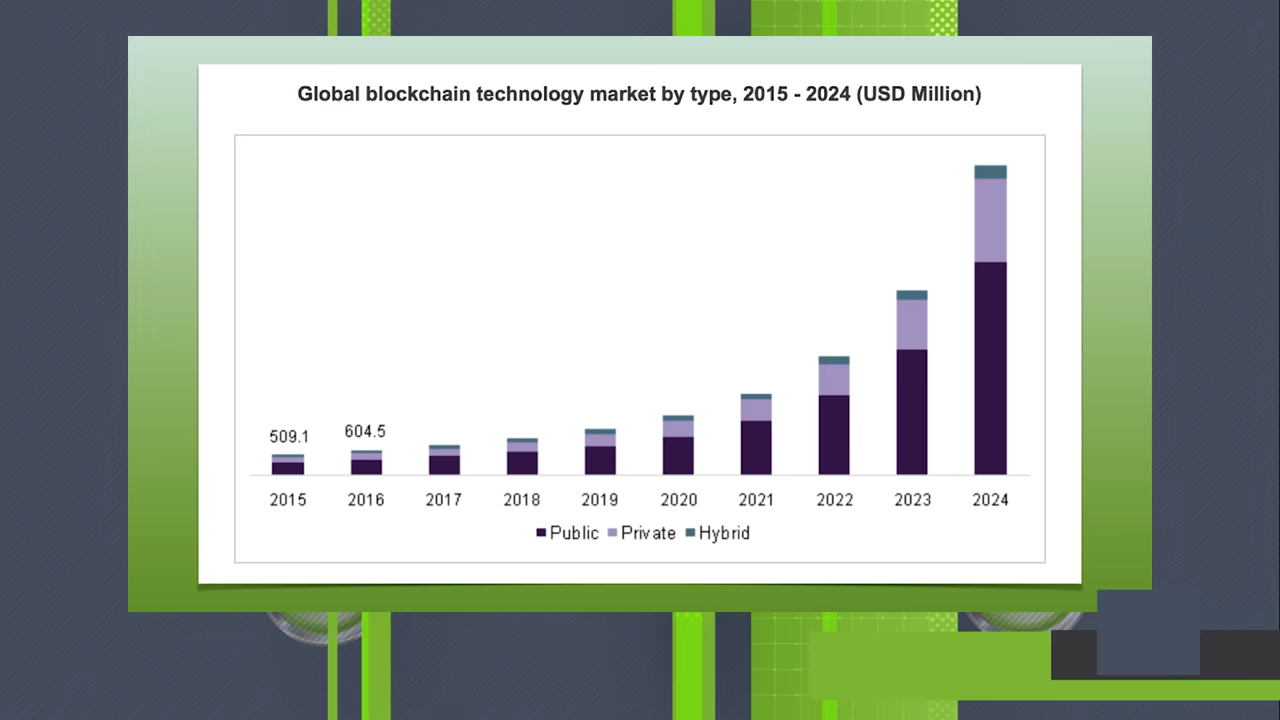 Global blockchain technology market by type, 2015 - 2024 (USD Million)
509.1 604.5
2015 2016 2017 2018 2019 2020 2021 2022 2023 2024
Public Private Hybrid